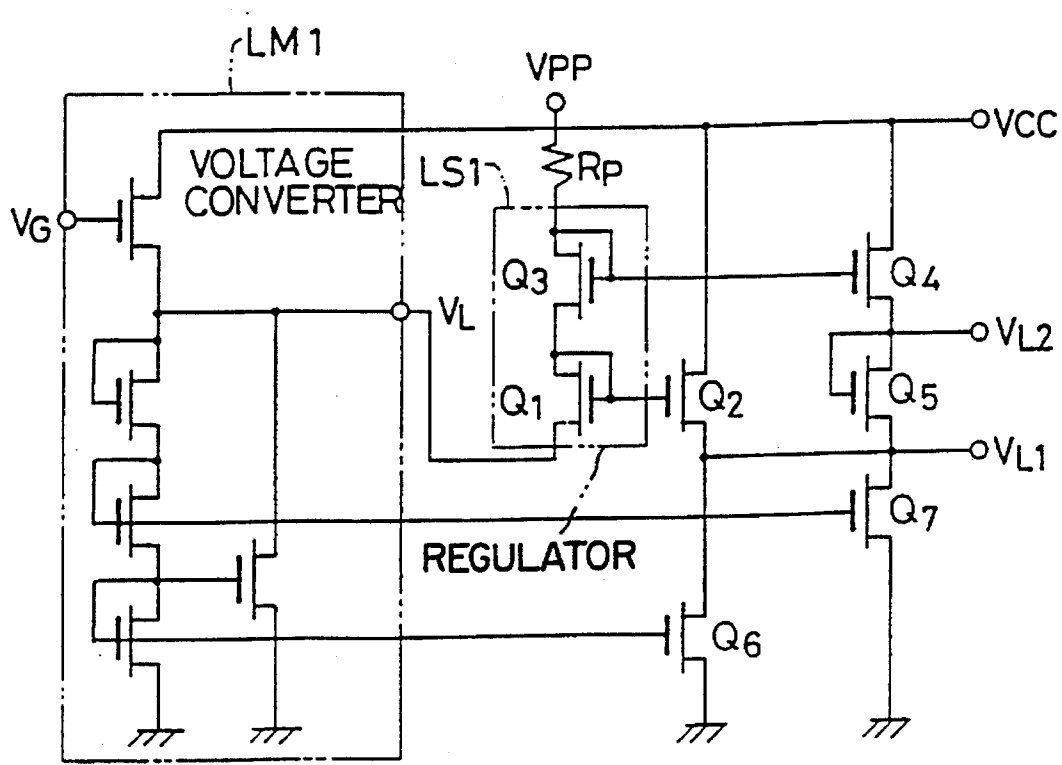 LM1
VPP
VCC
VOLTAGE
CONVERTER
LS1
RP
VG
Q3
Q4
VL
VL2
Q1
Q2
Q5
VL1
Q7
REGULATOR
Q6